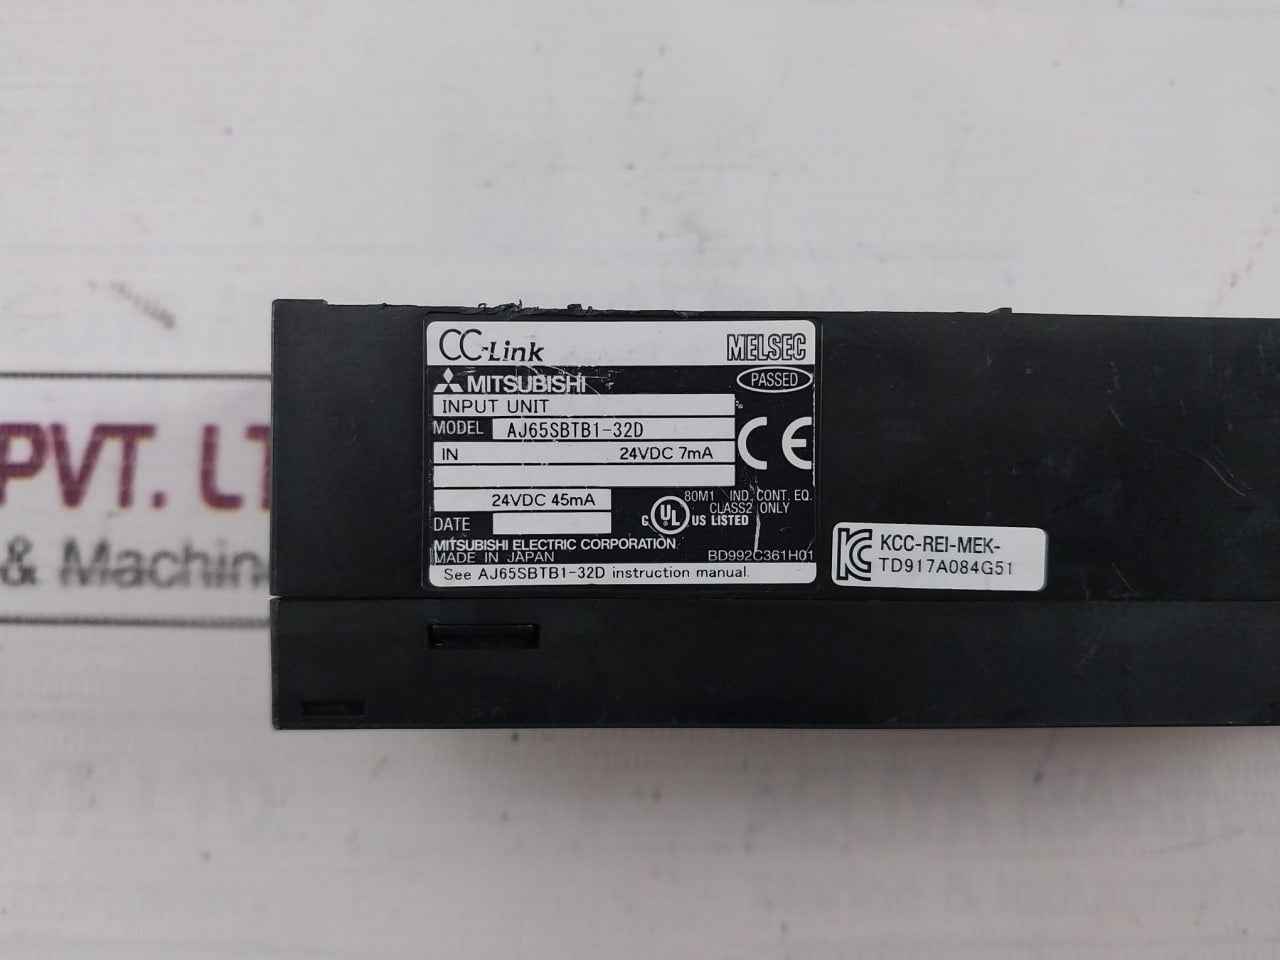 CC-Link MELSEC
MITSUBISHI PASSED
INPUT UNIT
MODEL AJ65SBTB1-32D
CE
IN 24VDC 7mA
24VDC 45mA
80M1 IND. CONT. EQ.
CLASS2 ONLY
C UL US LISTED
DATE
MITSUBISHI ELECTRIC CORPORATION
MADE IN JAPAN BD992C361H01
See AJ65SBTB1-32D instruction manual.
KCC-REI-MEK-
TD917A084G51
PVT. LT
& Machin